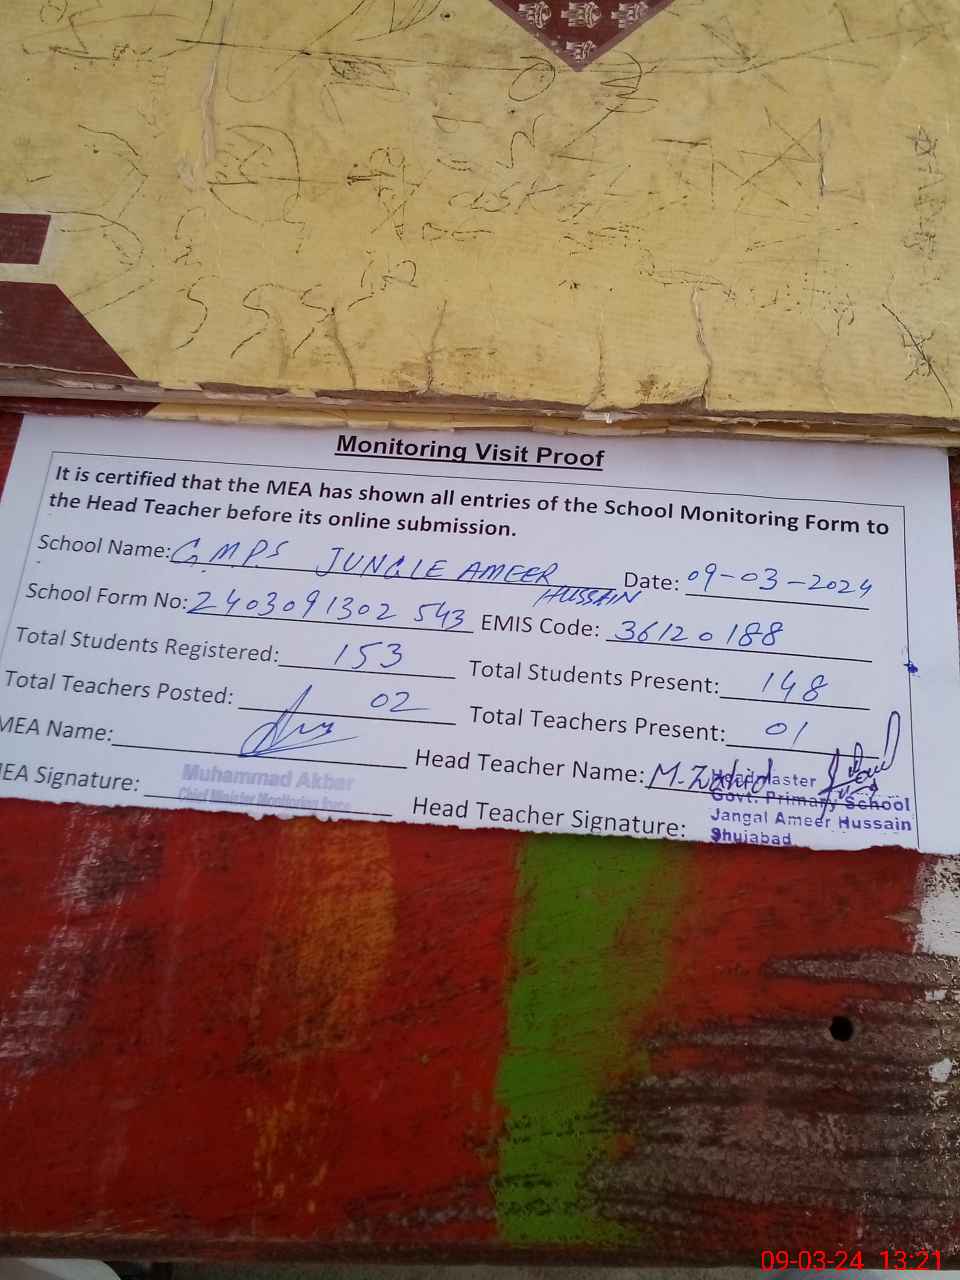 Monitoring Visit Proof
It is certified that the MEA has shown all entries of the School Monitoring Form to
the Head Teacher before its online submission.
School Name: G.M.P.S JUNGLE AMEER HUSSAIN Date: 09-03-2024
School Form No: 2403091302543 EMIS Code: 36120188
Total Students Registered: 153 Total Students Present: 148
Total Teachers Posted: 02 Total Teachers Present: 01
MEA Name: Head Teacher Name: M. Zahid
MEA Signature: Head Teacher Signature:
Muhammad Akbar
Chief Minister Monitoring Force
Headmaster
Govt. Primary School
Jangal Ameer Hussain
Shujabad
09-03-24 13:21